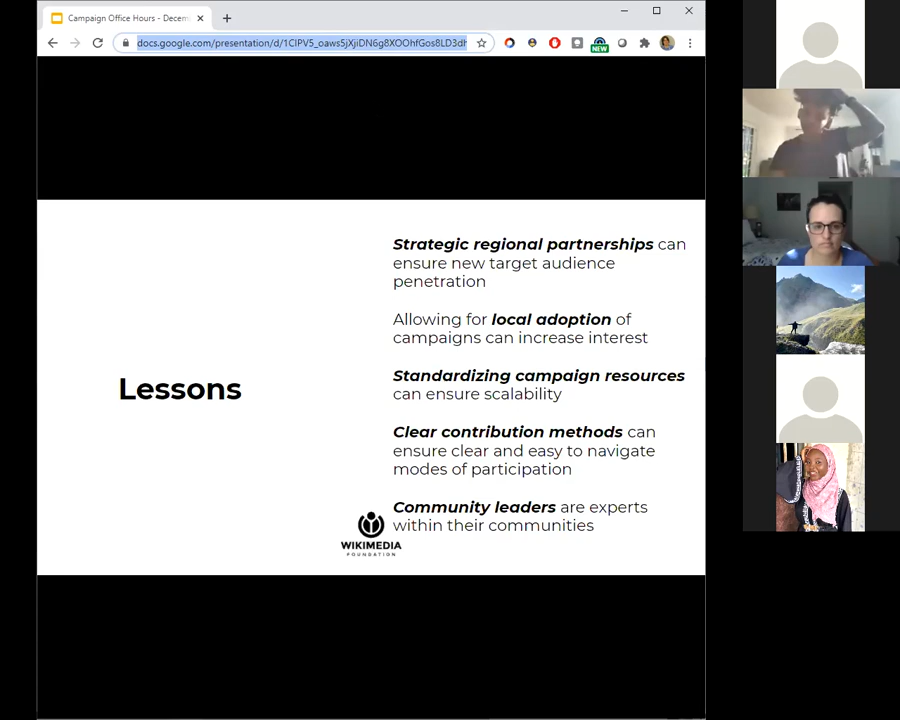 Campaign Office Hours - Decem
docs.google.com/presentation/d/1ClPV5_oaws5jXjiDN6g8XOOhfGos8LD3dh
NEW
Strategic regional partnerships can
ensure new target audience
penetration
Allowing for local adoption of
campaigns can increase interest
Standardizing campaign resources
can ensure scalability
Lessons
Clear contribution methods can
ensure clear and easy to navigate
modes of participation
Community leaders are experts
within their communities
WIKIMEDIA
FOUNDATION